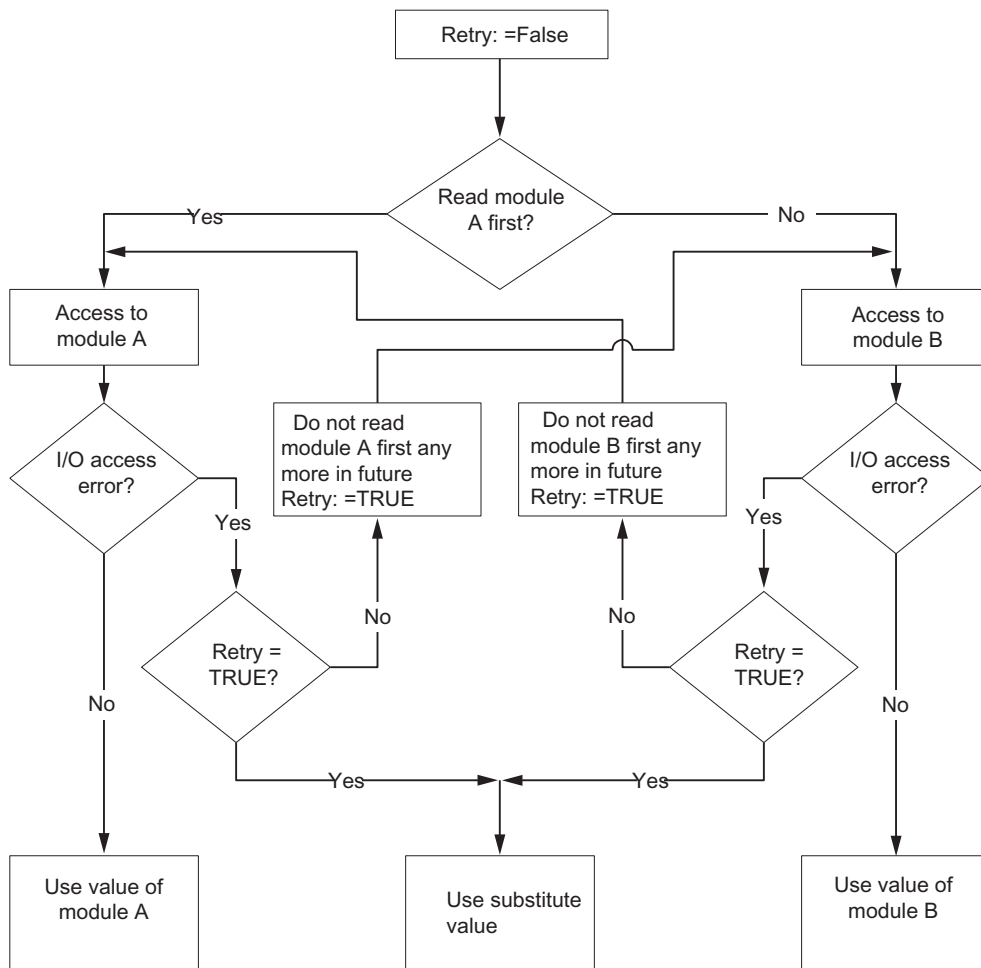 Retry: =False
Read module
A first?
Yes
No
Access to
module A
Access to
module B
Do not read
module A first any
more in future
Retry: =TRUE
Do not read
module B first any
more in future
Retry: =TRUE
I/O access
error?
I/O access
error?
Yes
Yes
No
No
Retry =
TRUE?
Retry =
TRUE?
No
No
Yes
Yes
Use value of
module A
Use substitute
value
Use value of
module B